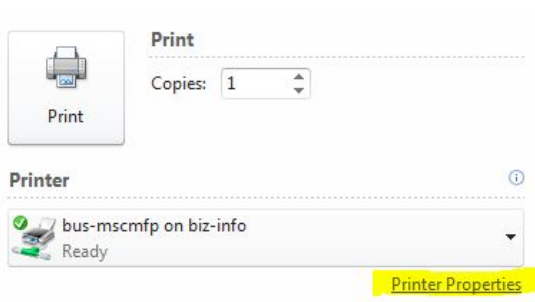 Print
Copies: 1
Print
Printer
bus-mscmfp on biz-info
Ready
Printer Properties